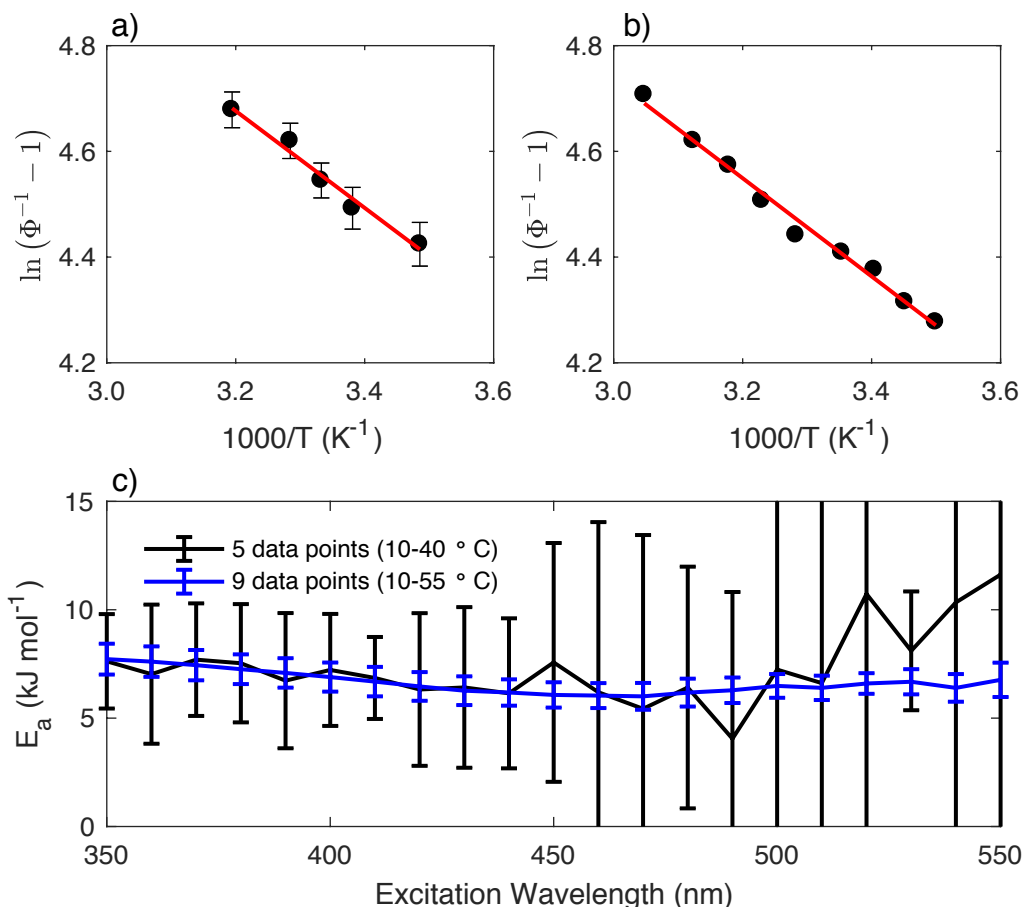 a)
4.8
4.6
4.4
4.2
ln (Φ⁻¹ − 1)
3.0 3.2 3.4 3.6
1000/T (K⁻¹)
b)
4.8
4.6
4.4
4.2
ln (Φ⁻¹ − 1)
3.0 3.2 3.4 3.6
1000/T (K⁻¹)
c)
15
10
5
0
Eₐ (kJ mol⁻¹)
5 data points (10-40 ° C)
9 data points (10-55 ° C)
350 400 450 500 550
Excitation Wavelength (nm)